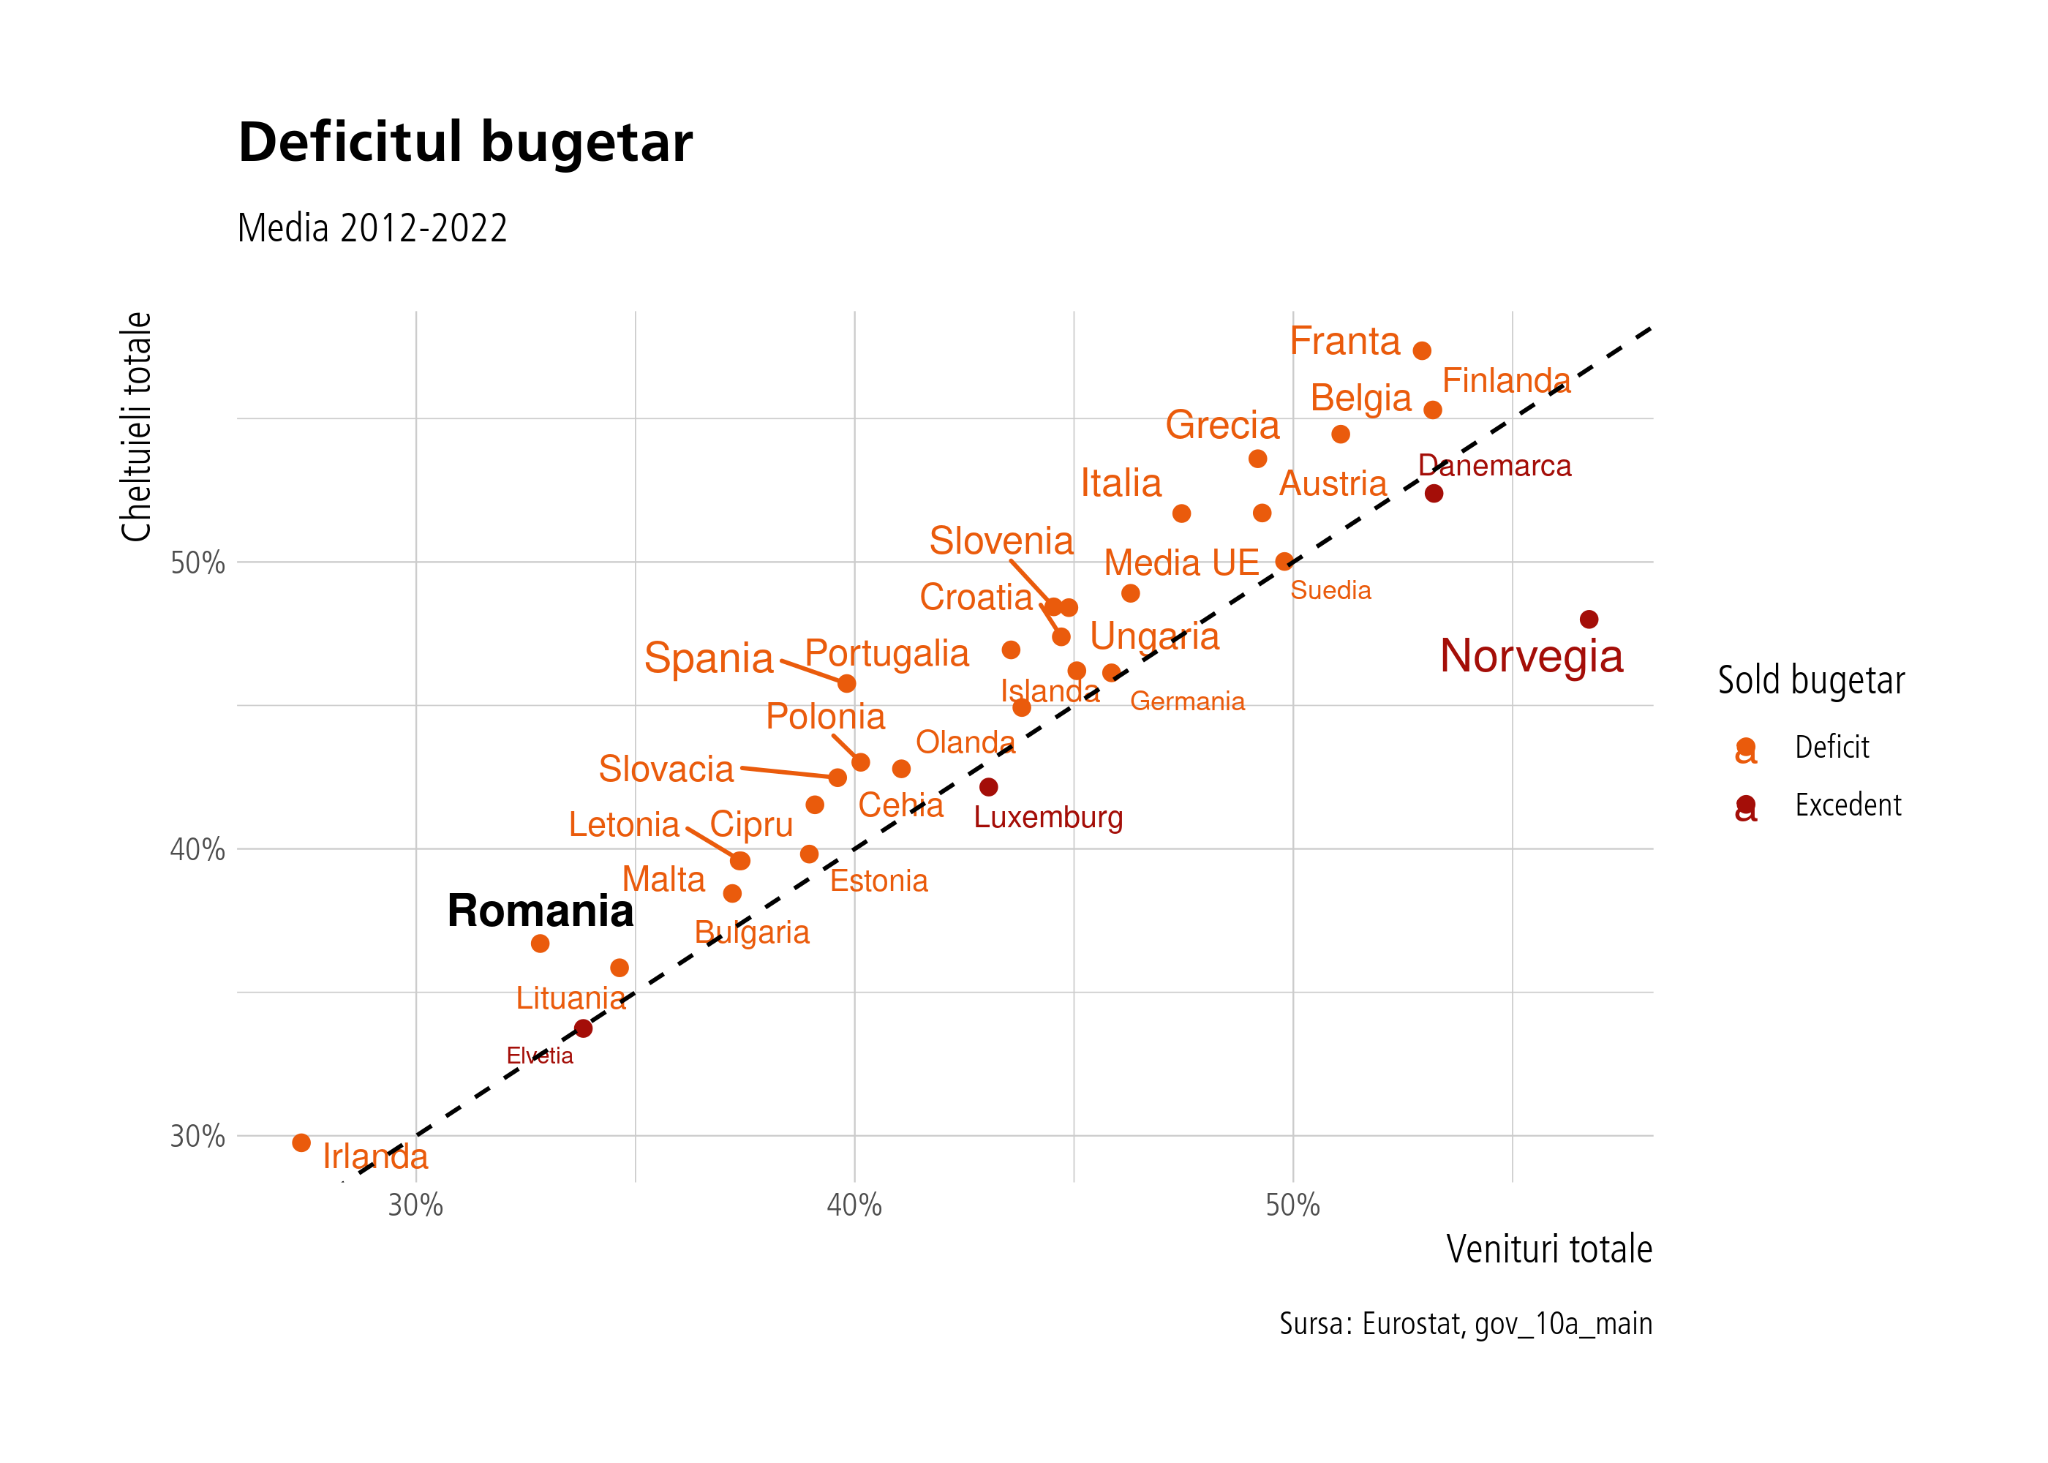 Deficitul bugetar
Media 2012-2022
Cheltuieli totale
Franta
Finlanda
Belgia
Grecia
Danemarca
Italia
Austria
Slovenia
Media UE
50%
Suedia
Croatia
Ungaria
Spania
Portugalia
Norvegia
Islanda
Germania
Polonia
Olanda
Slovacia
Cehia
Luxemburg
Letonia
Cipru
40%
Malta
Estonia
Romania
Bulgaria
Lituania
Elvetia
30%
Irlanda
30%
40%
50%
Venituri totale
Sold bugetar
a Deficit
a Excedent
Sursa: Eurostat, gov_10a_main